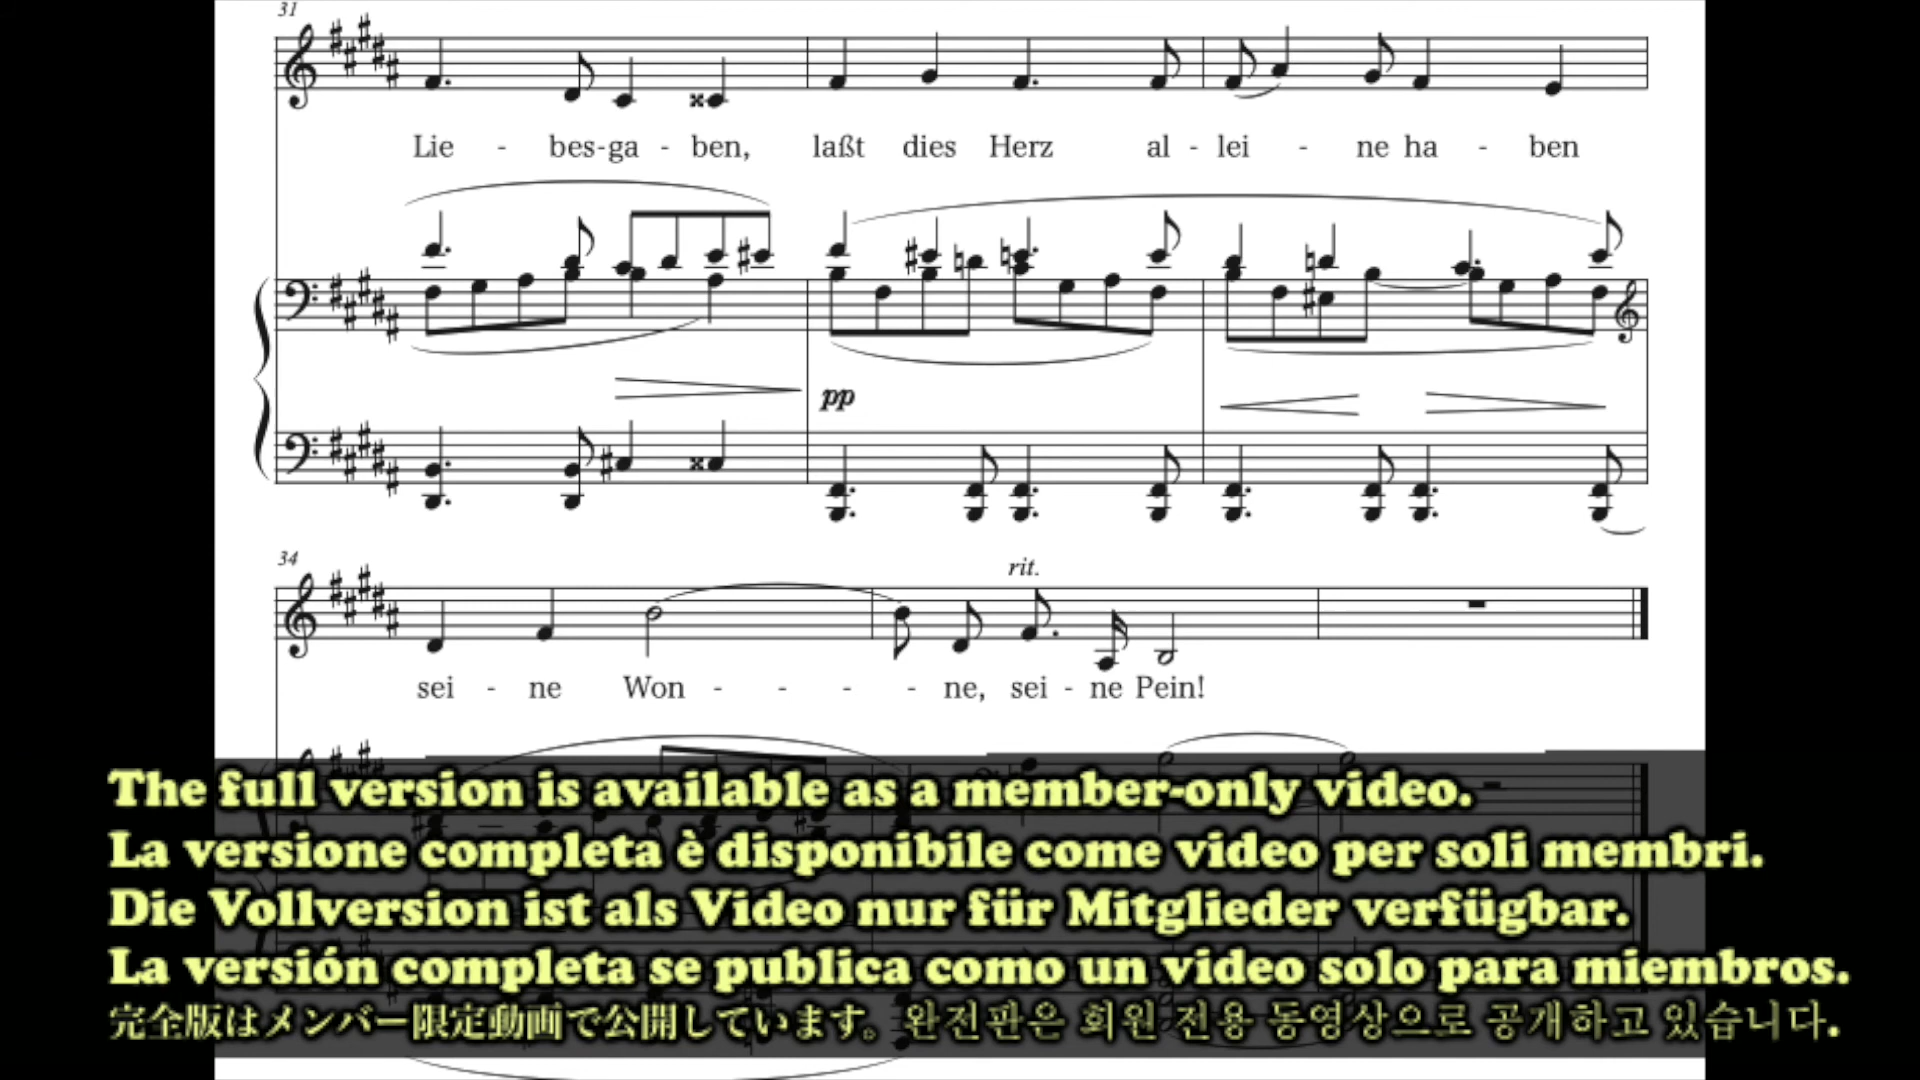 31
Lie - bes-ga - ben, laßt dies Herz al - lei - ne ha - ben
pp
34
rit.
sei - ne Won - - - - ne, sei - ne Pein!
The full version is available as a member-only video.
La versione completa è disponibile come video per soli membri.
Die Vollversion ist als Video nur für Mitglieder verfügbar.
La versión completa se publica como un video solo para miembros.
完全版はメンバー限定動画で公開しています。완전판은 회원 전용 동영상으로 공개하고 있습니다.